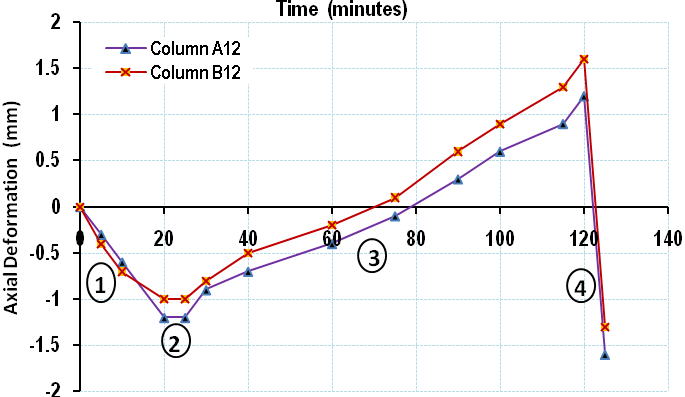 Time (minutes)
Axial Deformation (mm)
2
1.5
1
0.5
0
-0.5
-1
-1.5
-2
Column A12
Column B12
0 20 40 60 80 100 120 140
1
2
3
4